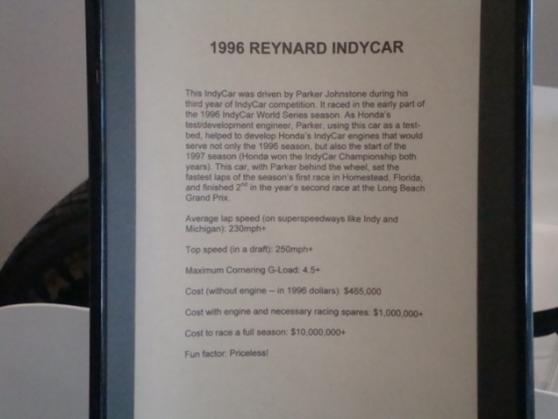 1996 REYNARD INDYCAR
This IndyCar was driven by Parker Johnstone during his
third year of IndyCar competition. It raced in the early part of
the 1996 IndyCar World Series season. As Honda's
test/development engineer, Parker, using this car as a test-
bed, helped to develop Honda's IndyCar engines that would
serve not only the 1996 season, but also the start of the
1997 season (Honda won the IndyCar Championship both
years). This car, with Parker behind the wheel, set the
fastest laps of the season's first race in Homestead, Florida,
and finished 2nd in the year's second race at the Long Beach
Grand Prix.
Average lap speed (on superspeedways like Indy and
Michigan): 230mph+
Top speed (in a draft): 250mph+
Maximum Cornering G-Load: 4.5+
Cost (without engine – in 1996 dollars): $465,000
Cost with engine and necessary racing spares: $1,000,000+
Cost to race a full season: $10,000,000+
Fun factor: Priceless!